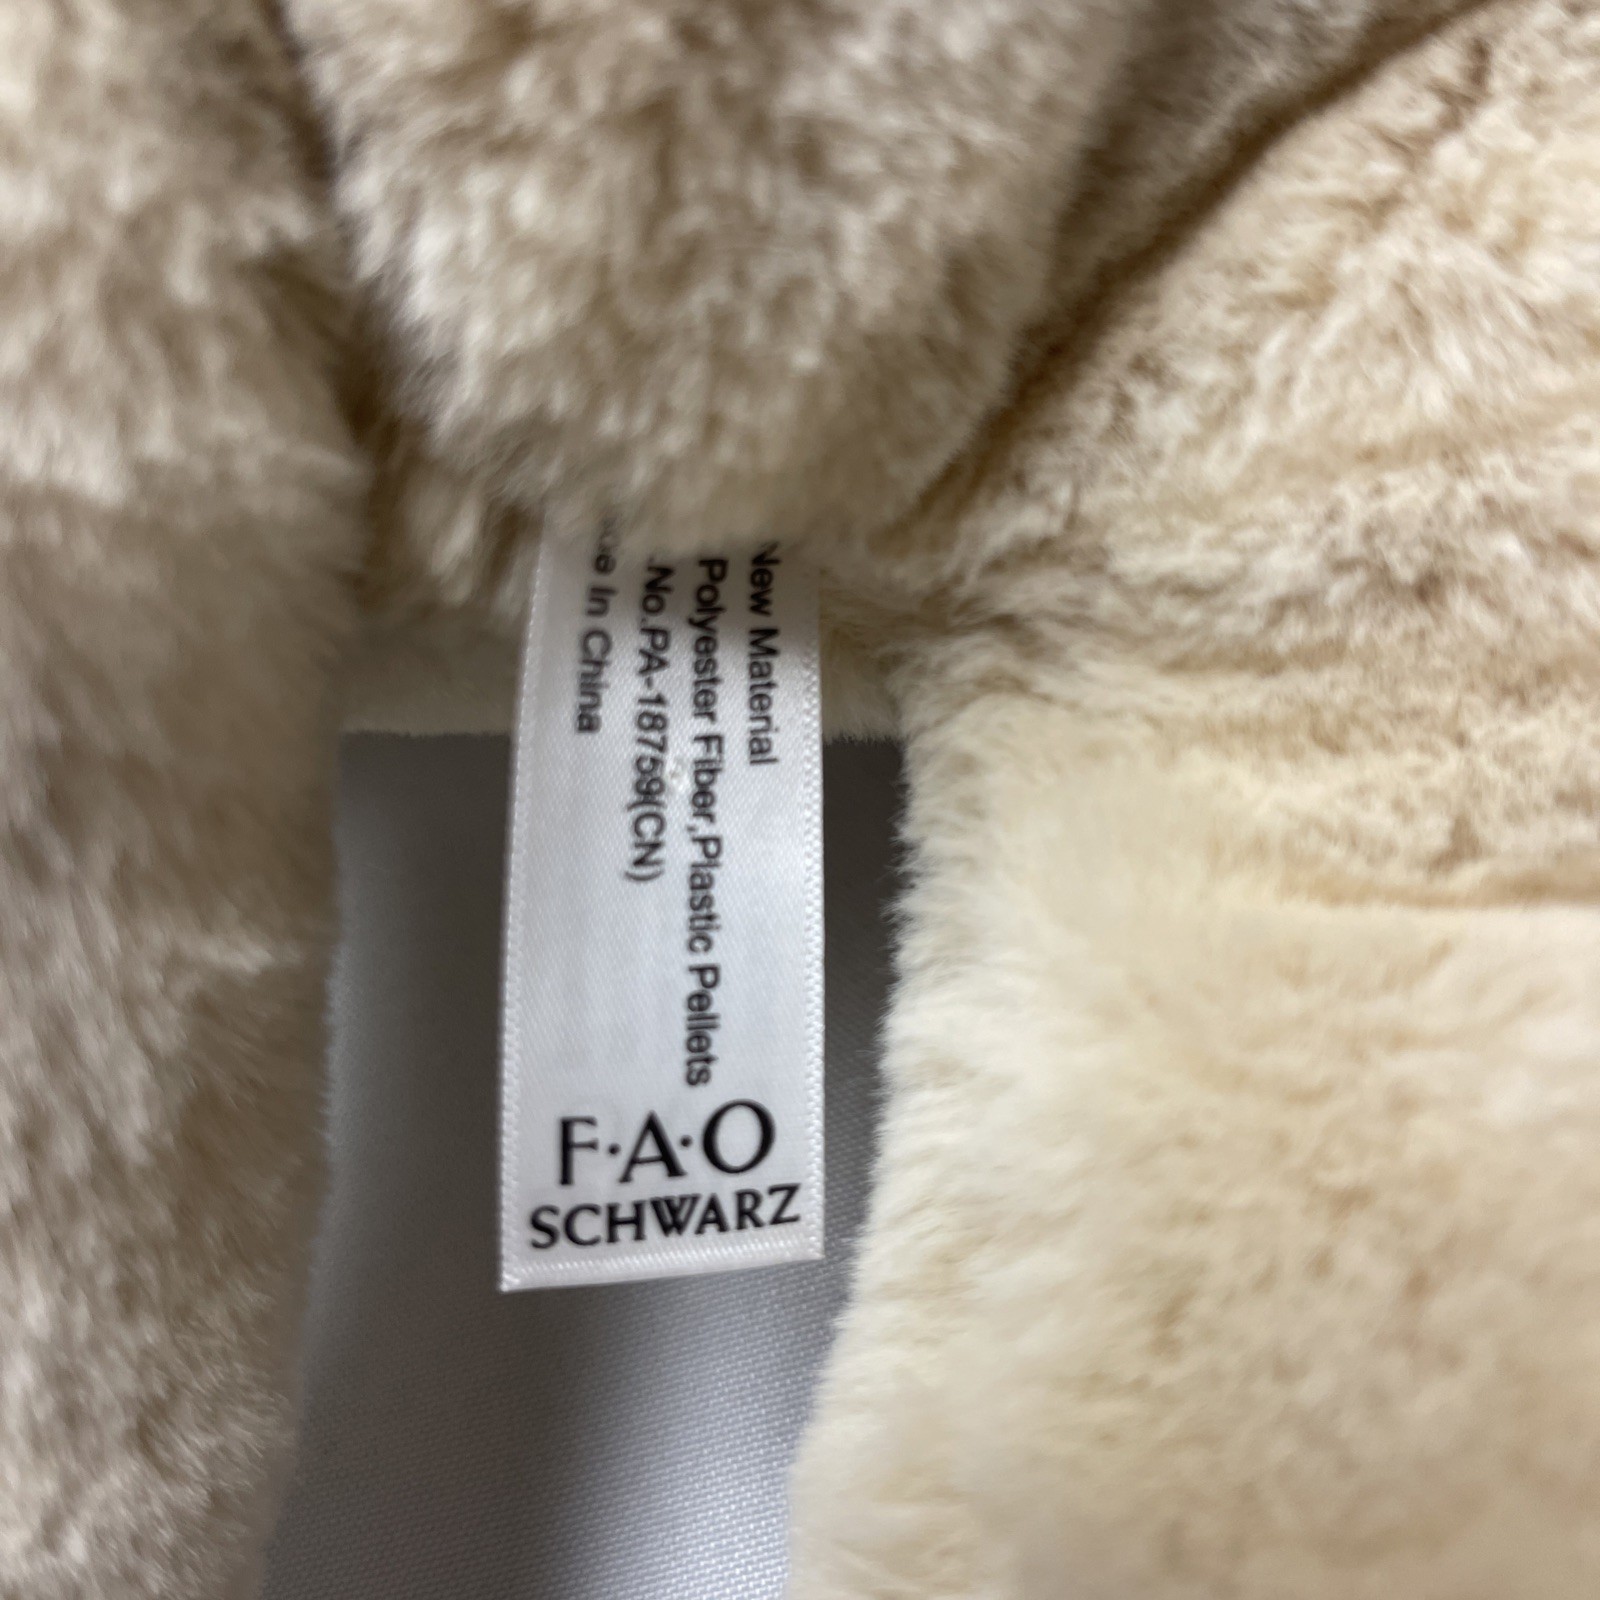 New Material
Polyester Fiber,Plastic Pellets
.No.PA-18759(CN)
In China
F·A·O
SCHWARZ